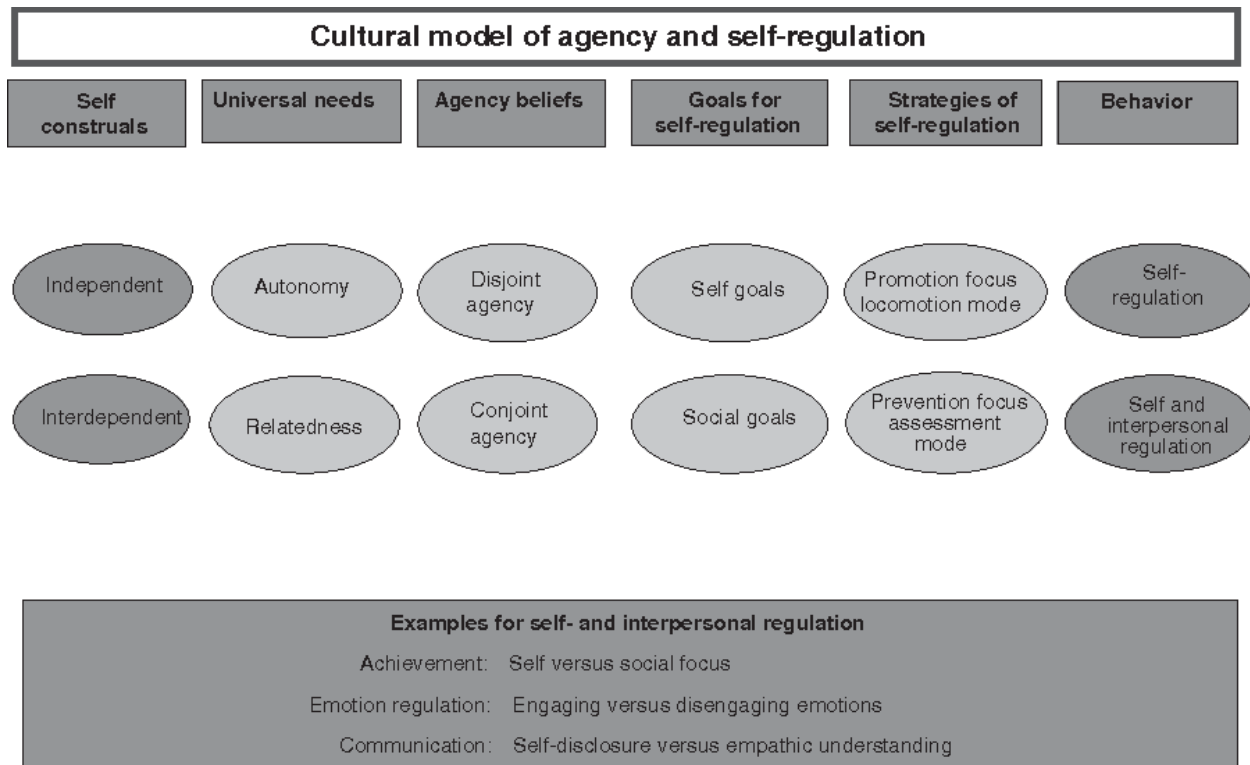 Cultural model of agency and self-regulation
Self
construals
Universal needs
Agency beliefs
Goals for
self-regulation
Strategies of
self-regulation
Behavior
Independent
Autonomy
Disjoint
agency
Self goals
Promotion focus
locomotion mode
Self-
regulation
Interdependent
Relatedness
Conjoint
agency
Social goals
Prevention focus
assessment
mode
Self and
interpersonal
regulation
Examples for self- and interpersonal regulation
Achievement: Self versus social focus
Emotion regulation: Engaging versus disengaging emotions
Communication: Self-disclosure versus empathic understanding